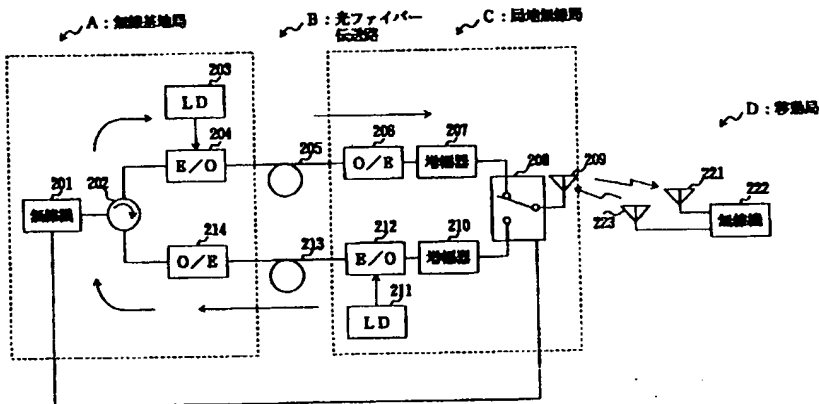 A：無線基地局
B：光ファイバー
伝送路
C：局地無線局
D：移動局
203
LD
204
E／O
205
206
O／E
207
増幅器
208
209
221
222
無線機
223
201
無線機
202
214
O／E
213
212
E／O
210
増幅器
211
LD